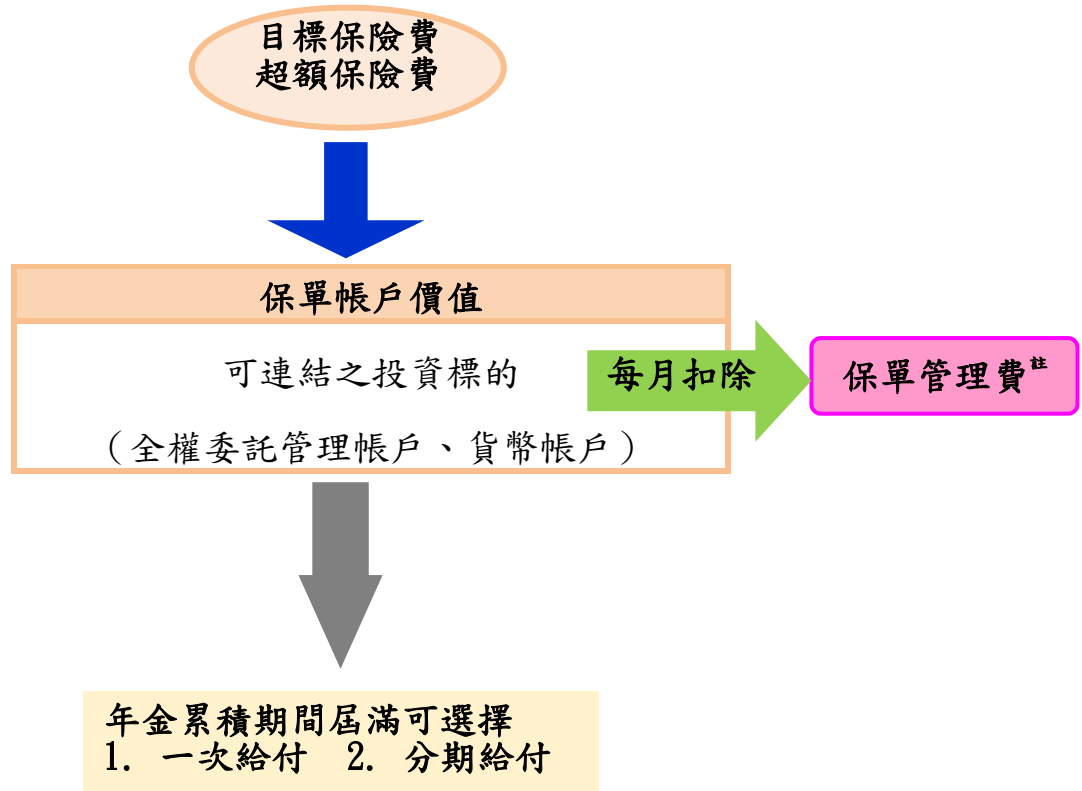 目標保險費
超額保險費
保單帳戶價值
可連結之投資標的
（全權委託管理帳戶、貨幣帳戶）
每月扣除
保單管理費註
年金累積期間屆滿可選擇
1. 一次給付　2. 分期給付